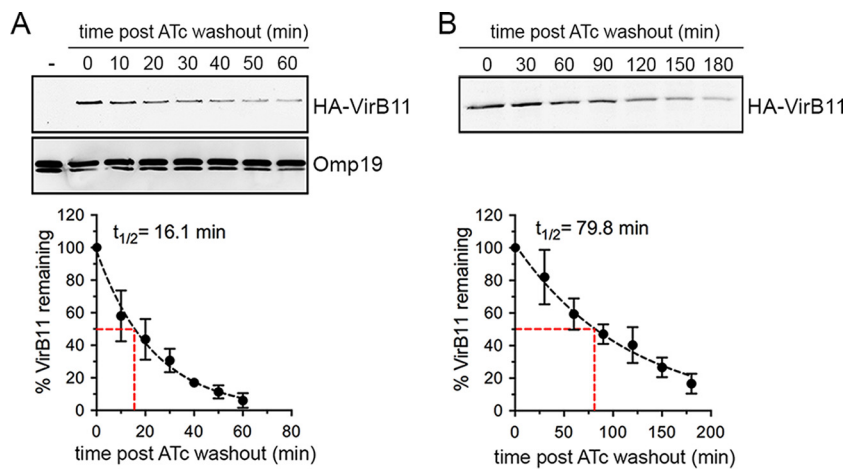 A
time post ATc washout (min)
- 0 10 20 30 40 50 60
HA-VirB11
Omp19
120
100
80
60
40
20
0
% VirB11 remaining
t1/2= 16.1 min
0 20 40 60 80
time post ATc washout (min)
B
time post ATc washout (min)
0 30 60 90 120 150 180
HA-VirB11
120
100
80
60
40
20
0
% VirB11 remaining
t1/2= 79.8 min
0 50 100 150 200
time post ATc washout (min)